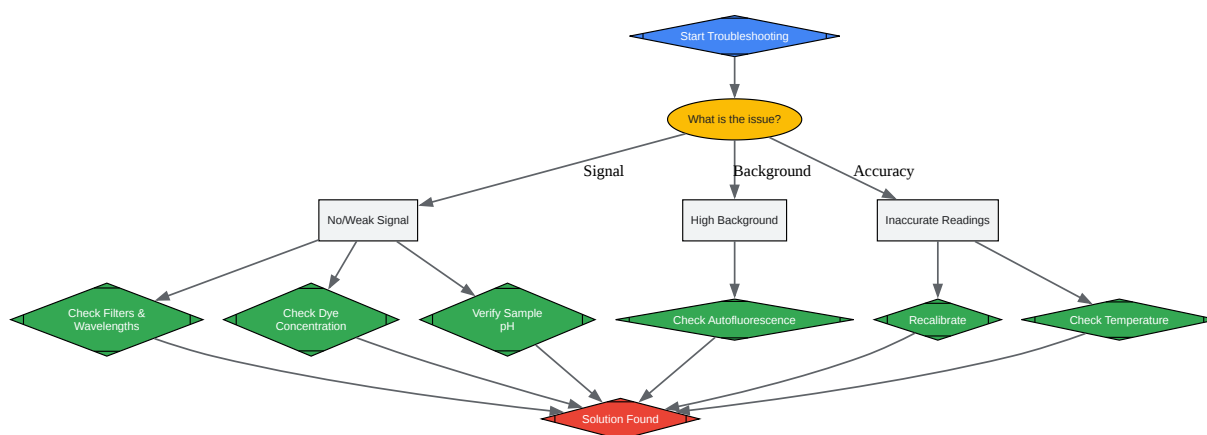 Start Troubleshooting
What is the issue?
Signal
Background
Accuracy
No/Weak Signal
High Background
Inaccurate Readings
Check Filters &
Wavelengths
Check Dye
Concentration
Verify Sample
pH
Check Autofluorescence
Recalibrate
Check Temperature
Solution Found